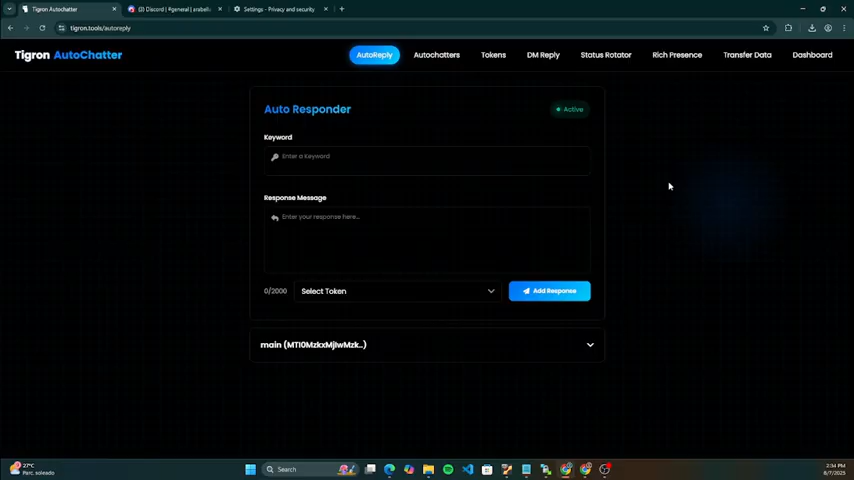 Tigron Autochatter
(2) Discord | #general | arabeliu
Settings - Privacy and security
tigron.tools/autoreply
Tigron AutoChatter
AutoReply
Autochatters
Tokens
DM Reply
Status Rotator
Rich Presence
Transfer Data
Dashboard
Auto Responder
Active
Keyword
Enter a Keyword
Response Message
Enter your response here...
0/2000
Select Token
Add Response
main (MTI0MzkxMjIwMzk...)
27°C
Parc. soleado
Search
2:34 PM
8/7/2025